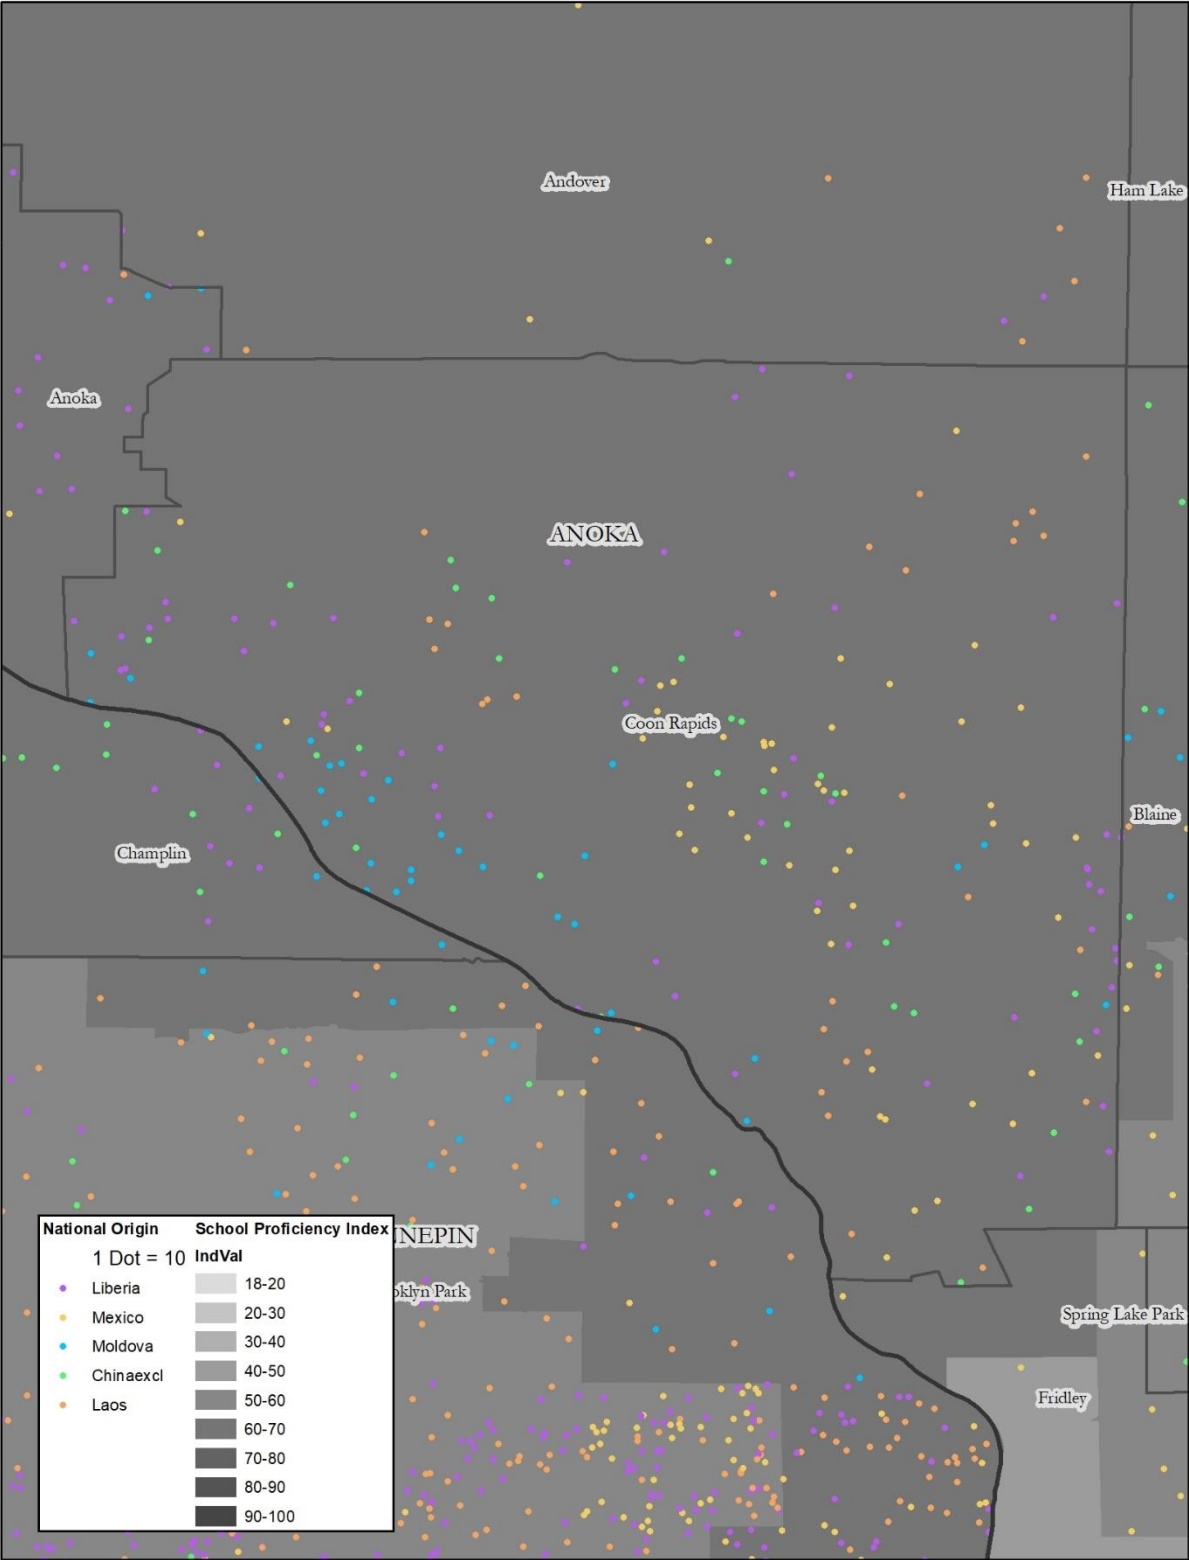 Andover
Ham Lake
Anoka
ANOKA
Coon Rapids
Blaine
Champlin
NNEPIN
oklyn Park
Spring Lake Park
Fridley
National Origin
1 Dot = 10
Liberia
Mexico
Moldova
Chinaexcl
Laos
School Proficiency Index
IndVal
18-20
20-30
30-40
40-50
50-60
60-70
70-80
80-90
90-100